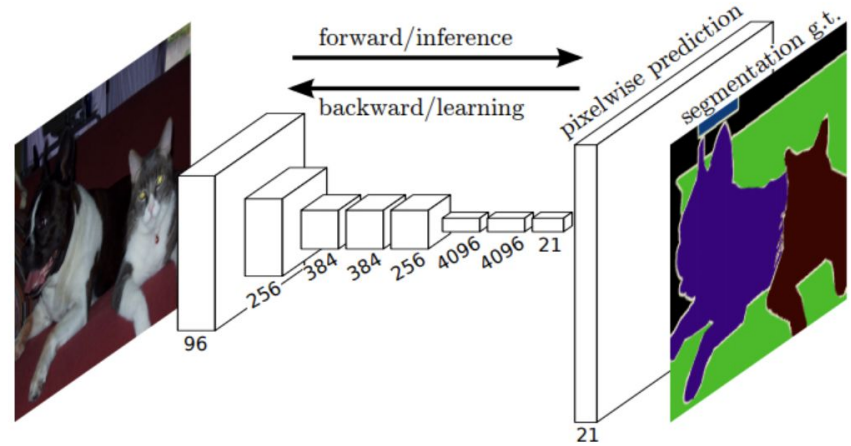 forward/inference
backward/learning
pixelwise prediction
segmentation g.t.
96
256
384
384
256
4096
4096
21
21